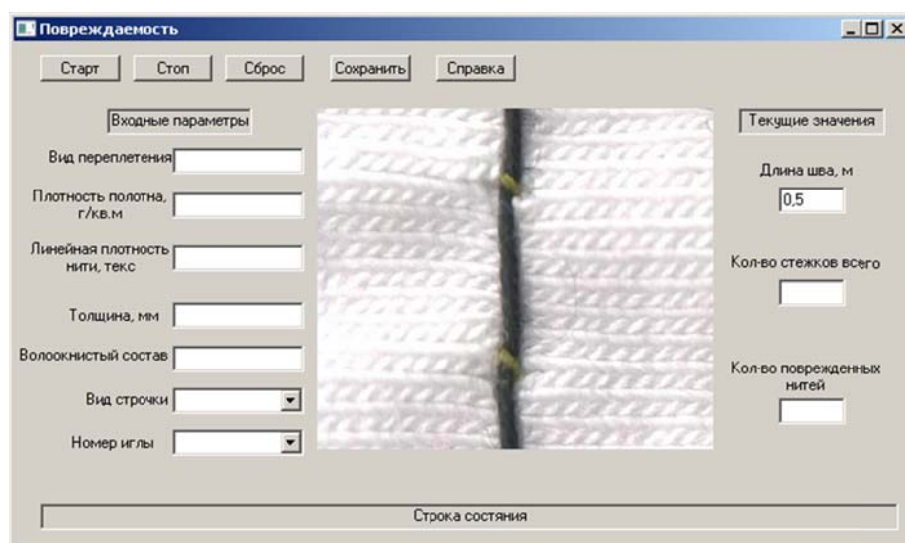 Повреждаемость
Старт Стоп Сброс Сохранить Справка
Входные параметры
Вид переплетения
Плотность полотна,
г/кв.м
Линейная плотность
нити, текс
Толщина, мм
Волоокнистый состав
Вид строчки
Номер иглы
Текущие значения
Длина шва, м
0,5
Кол-во стежков всего
Кол-во поврежденных
нитей
Строка состяния